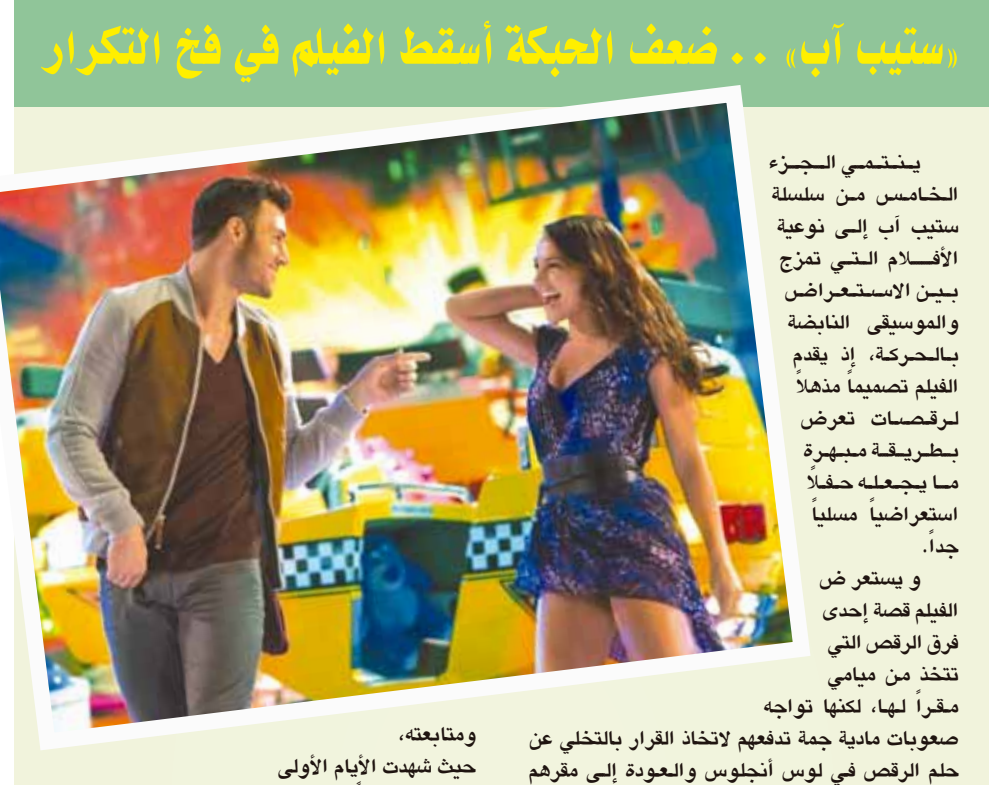 «ستيب آب» .. ضعف الحبكة أسقط الفيلم في فخ التكرار
ينتمي الجزء
الخامس من سلسلة
ستيب آب إلى نوعية
الأفلام التي تمزج
بين الاستعراض
والموسيقى النابضة
بالحركة، إذ يقدم
الفيلم تصميماً مذهلاً
لرقصات تعرض
بطريقة مبهرة
ما يجعله حفلاً
استعراضياً مسلياً
جداً.
ويستعرض
الفيلم قصة إحدى
فرق الرقص التي
تتخذ من ميامي
مقراً لها، لكنها تواجه
صعوبات مادية جمة تدفعهم لاتخاذ القرار بالتخلي عن
حلم الرقص في لوس أنجلوس والعودة إلى مقرهم
ومتابعته،
حيث شهدت الأيام الأولى